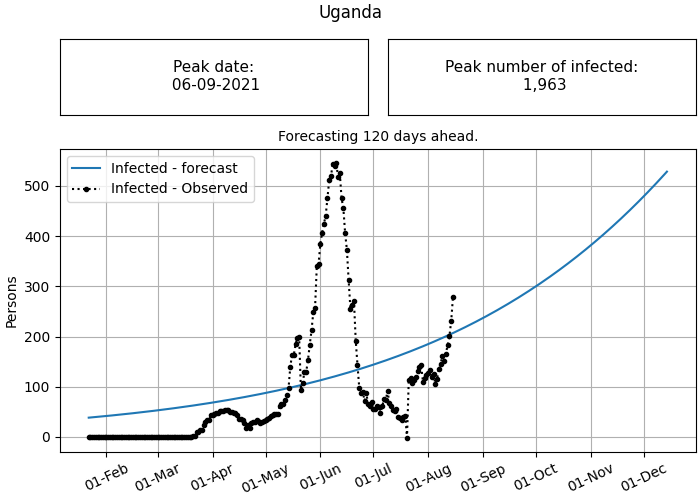 Uganda
Peak date:
06-09-2021
Peak number of infected:
1,963
Forecasting 120 days ahead.
Infected - forecast
Infected - Observed
Persons
500
400
300
200
100
0
01-Feb
01-Mar
01-Apr
01-May
01-Jun
01-Jul
01-Aug
01-Sep
01-Oct
01-Nov
01-Dec